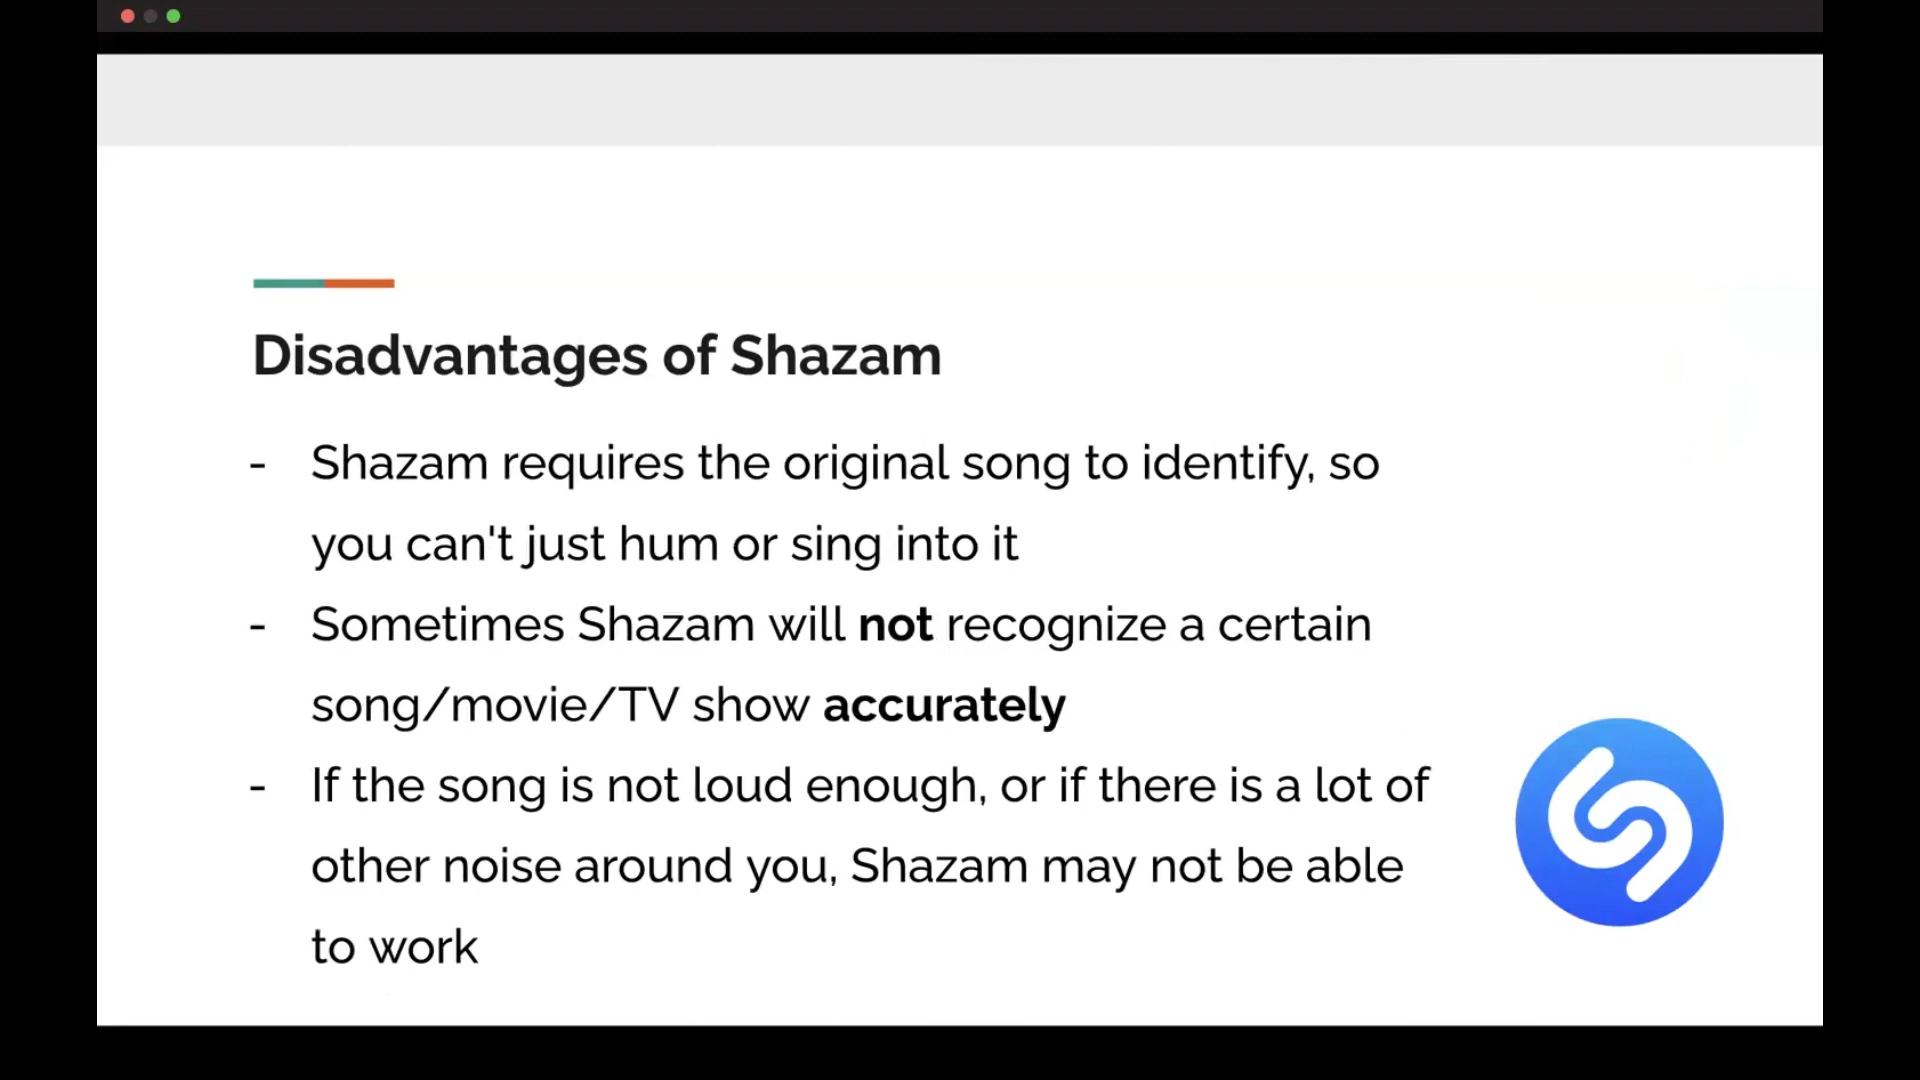 Disadvantages of Shazam
- Shazam requires the original song to identify, so
you can't just hum or sing into it
- Sometimes Shazam will not recognize a certain
song/movie/TV show accurately
- If the song is not loud enough, or if there is a lot of
other noise around you, Shazam may not be able
to work